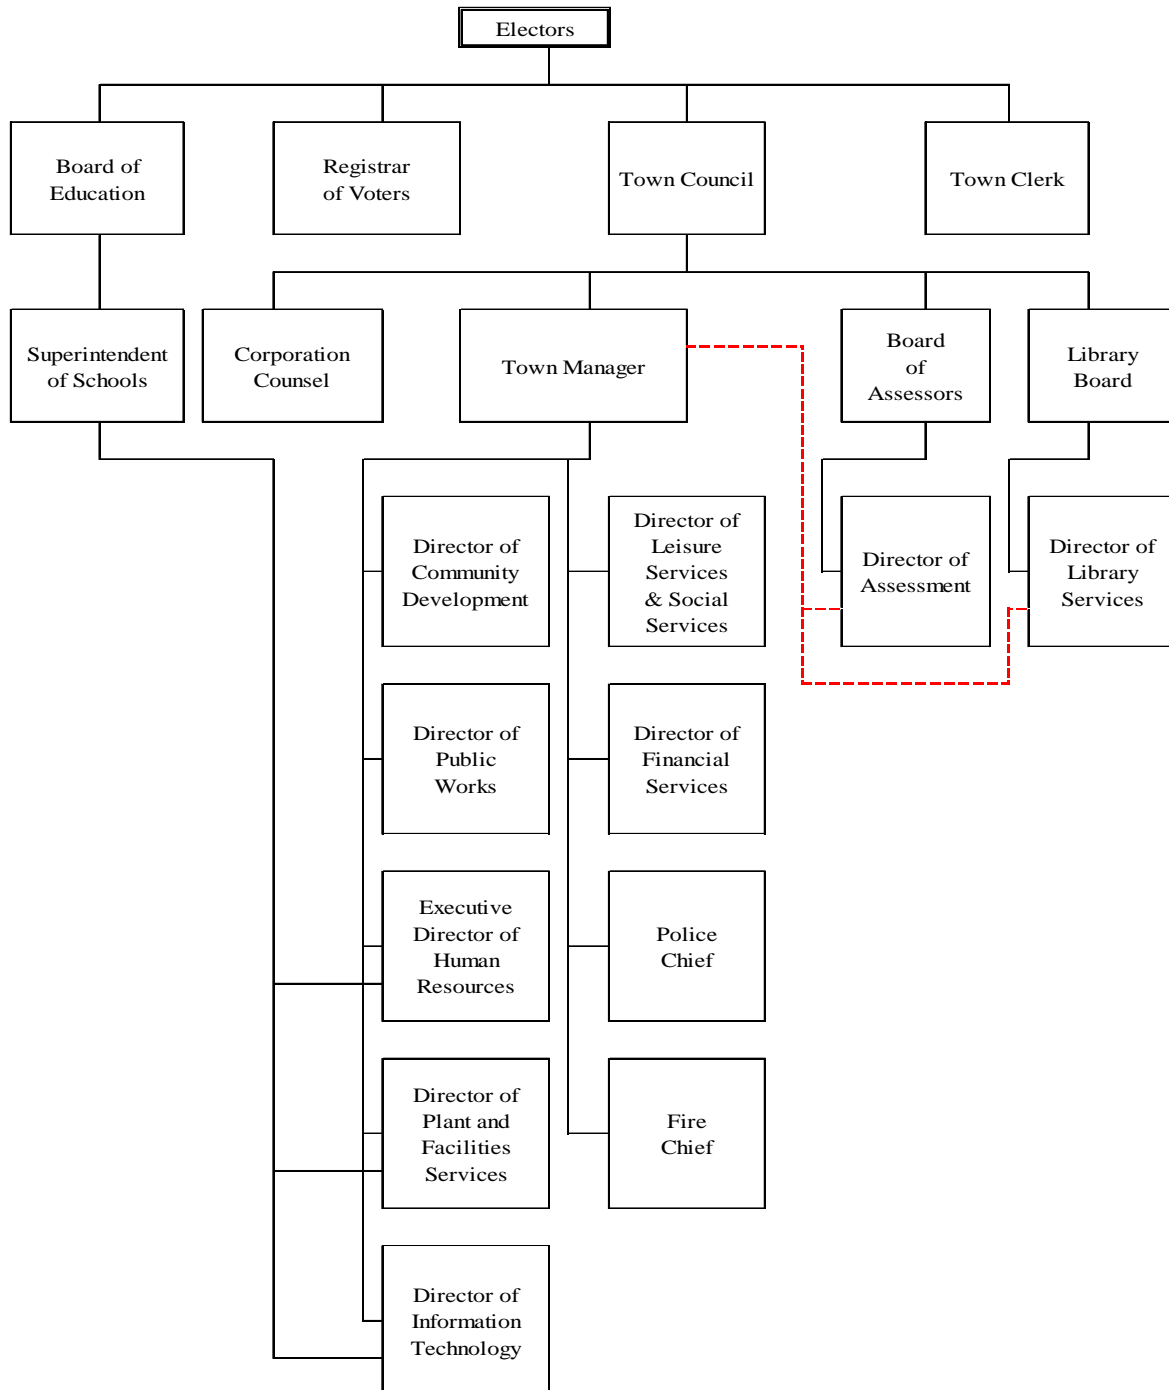 Electors
Board of
Education
Registrar
of Voters
Town Council
Town Clerk
Superintendent
of Schools
Corporation
Counsel
Town Manager
Board
of
Assessors
Library
Board
Director of
Community
Development
Director of
Leisure
Services
& Social
Services
Director of
Assessment
Director of
Library
Services
Director of
Public
Works
Director of
Financial
Services
Executive
Director of
Human
Resources
Police
Chief
Director of
Plant and
Facilities
Services
Fire
Chief
Director of
Information
Technology